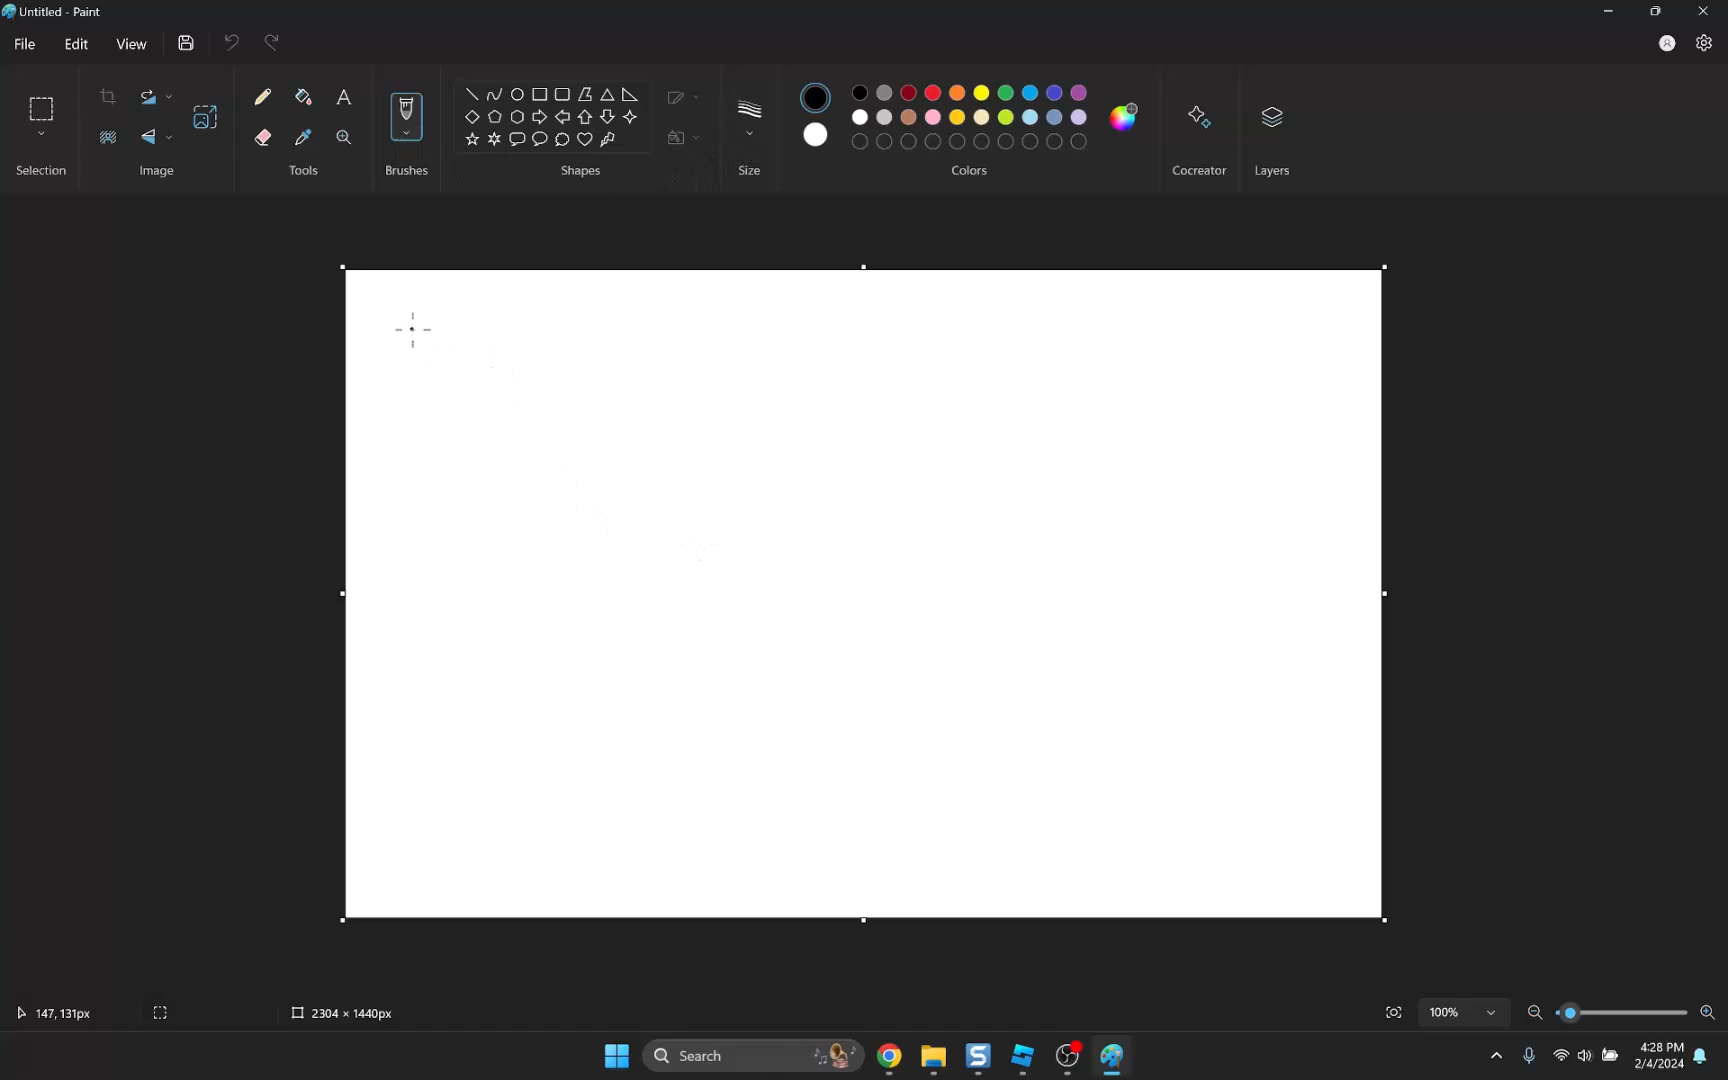 Untitled - Paint
File Edit View
Selection Image Tools Brushes Shapes Size Colors Cocreator Layers
147, 131px 2304 × 1440px 100%
Search 4:28 PM
2/4/2024